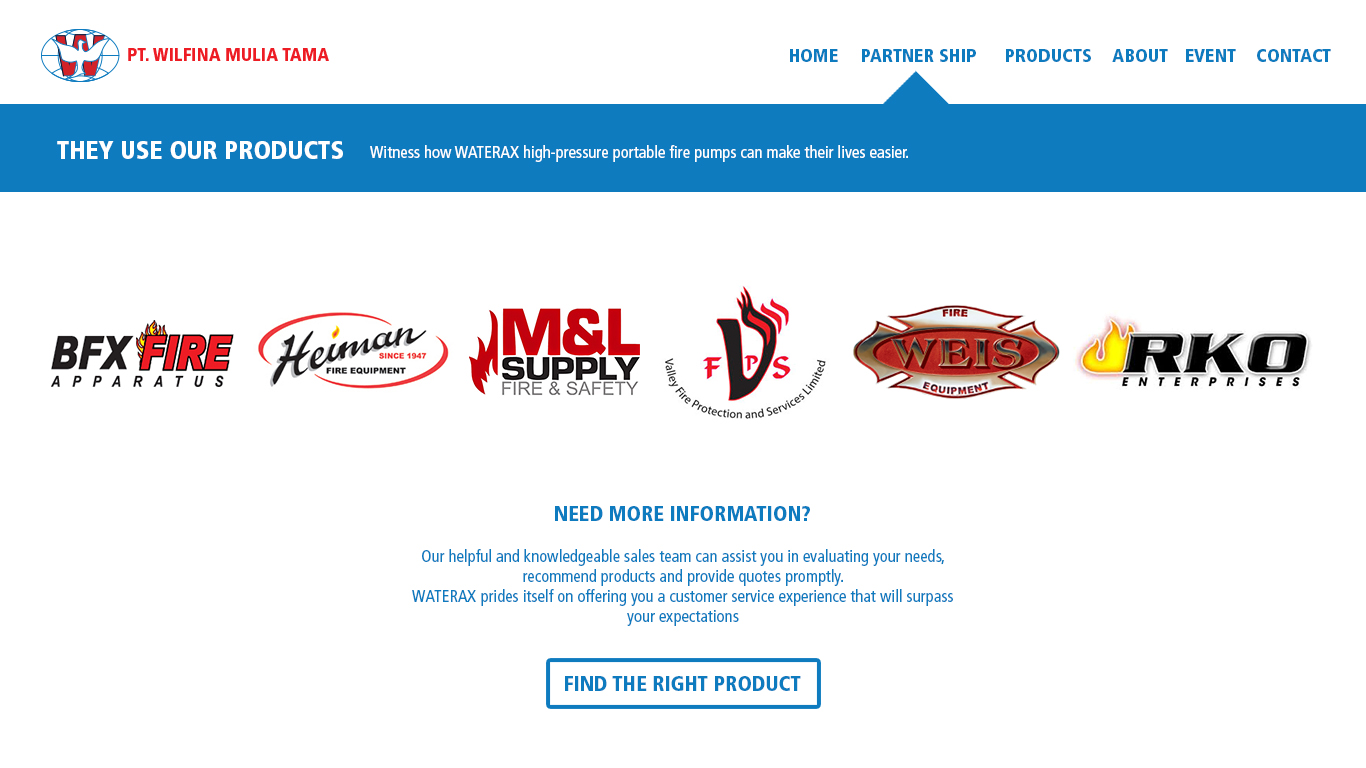 PT. WILFINA MULIA TAMA
HOME PARTNER SHIP PRODUCTS ABOUT EVENT CONTACT
THEY USE OUR PRODUCTS Witness how WATERAX high-pressure portable fire pumps can make their lives easier.
BFX FIRE
APPARATUS
Heiman
SINCE 1947
FIRE EQUIPMENT
M&L
SUPPLY
FIRE & SAFETY
V
F P S
Valley Fire Protection and Services Limited
FIRE
WEIS
EQUIPMENT
RKO
ENTERPRISES
NEED MORE INFORMATION?
Our helpful and knowledgeable sales team can assist you in evaluating your needs,
recommend products and provide quotes promptly.
WATERAX prides itself on offering you a customer service experience that will surpass
your expectations
FIND THE RIGHT PRODUCT